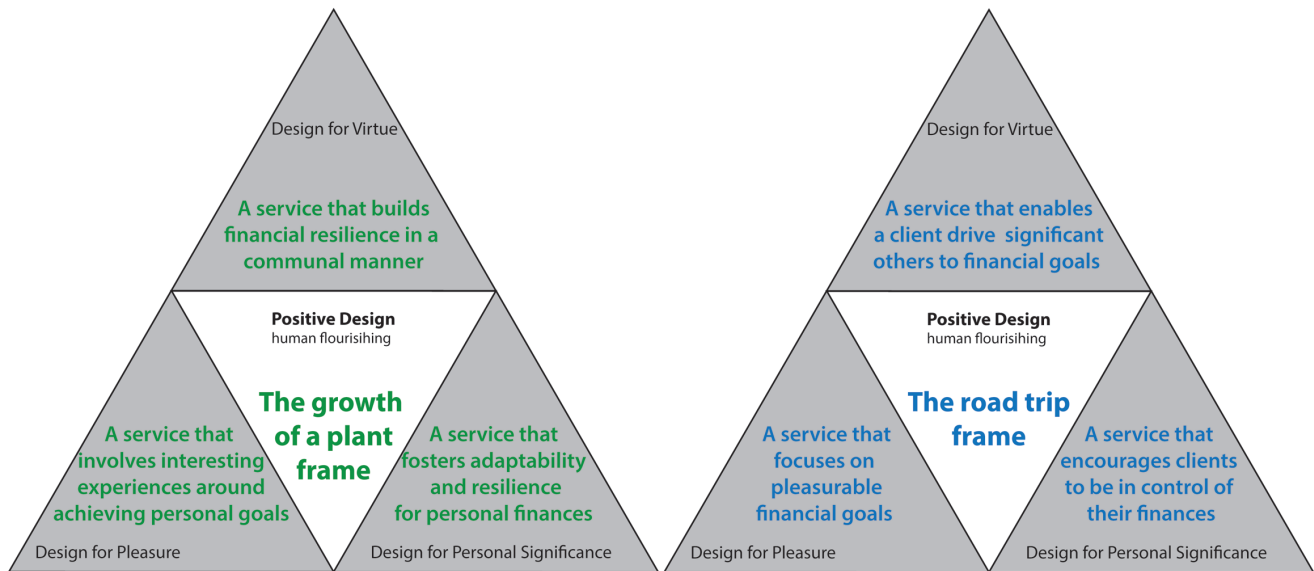 Design for Virtue
A service that builds
financial resilience in a
communal manner
Positive Design
human flourisihing
The growth
of a plant
frame
A service that
involves interesting
experiences around
achieving personal goals
Design for Pleasure
A service that
fosters adaptability
and resilience
for personal finances
Design for Personal Significance
Design for Virtue
A service that enables
a client drive significant
others to financial goals
Positive Design
human flourisihing
The road trip
frame
A service that
focuses on
pleasurable
financial goals
Design for Pleasure
A service that
encourages clients
to be in control of
their finances
Design for Personal Significance